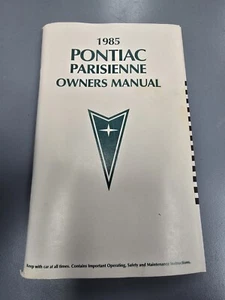 1985
PONTIAC
PARISIENNE
OWNERS MANUAL
Keep with car at all times. Contains Important Operating, Safety and Maintenance Instructions.